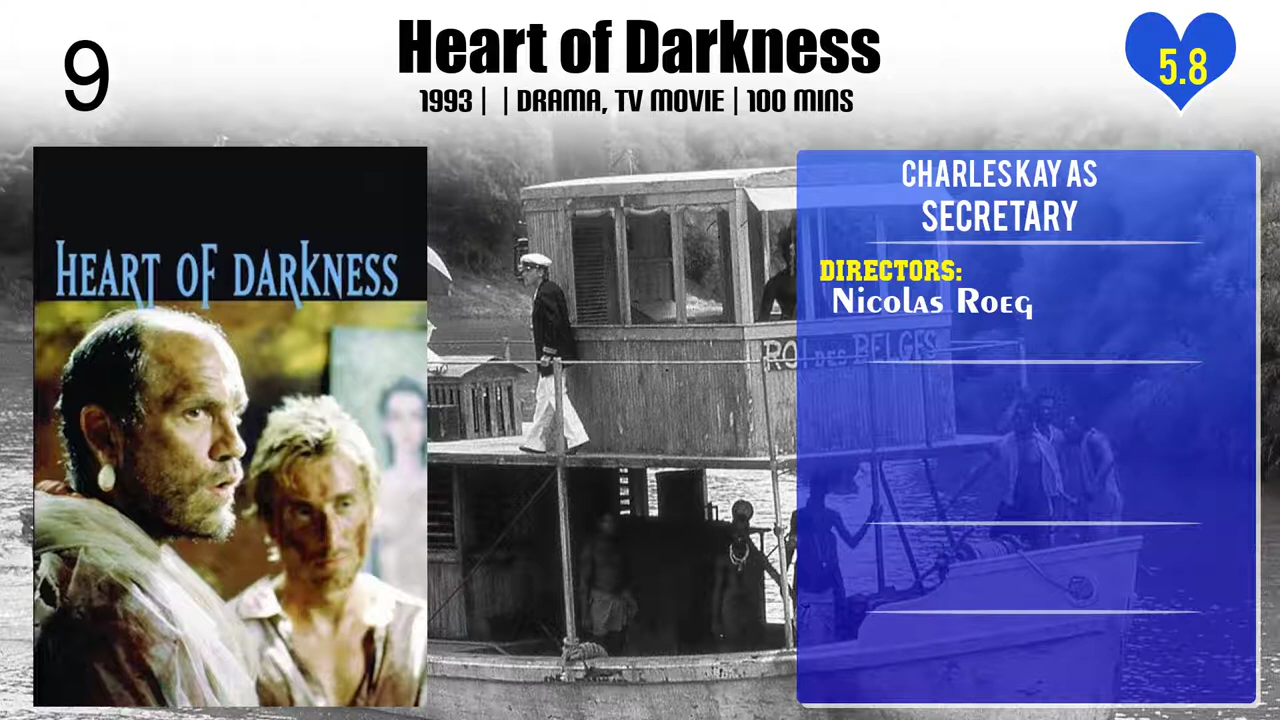 9
Heart of Darkness
5.8
1993 | | DRAMA, TV MOVIE | 100 MINS
HEART OF DARKNESS
CHARLES KAY AS
SECRETARY
DIRECTORS:
Nicolas Roeg
ROI DES BELGES